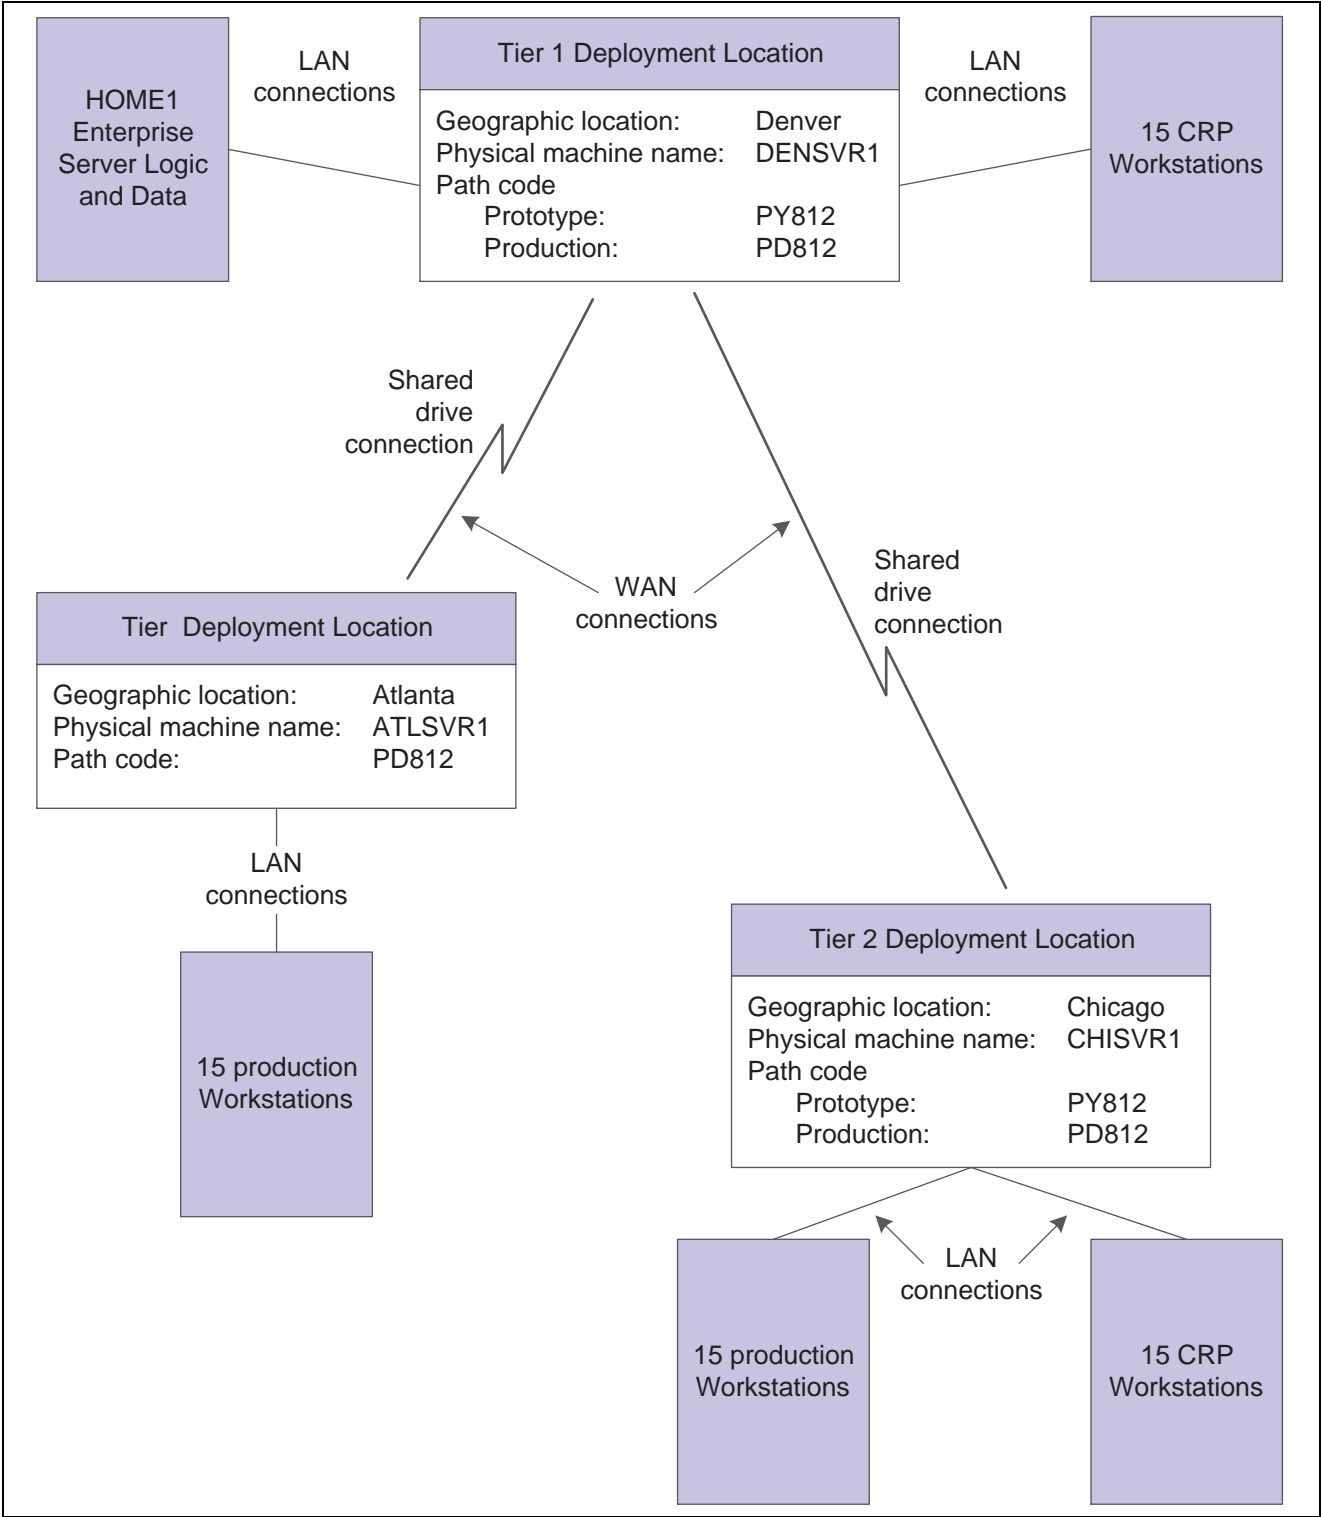 HOME1
Enterprise
Server Logic
and Data
LAN
connections
Tier 1 Deployment Location
Geographic location: Denver
Physical machine name: DENSVR1
Path code
Prototype: PY812
Production: PD812
LAN
connections
15 CRP
Workstations
Shared
drive
connection
WAN
connections
Shared
drive
connection
Tier  Deployment Location
Geographic location: Atlanta
Physical machine name: ATLSVR1
Path code: PD812
LAN
connections
15 production
Workstations
Tier 2 Deployment Location
Geographic location: Chicago
Physical machine name: CHISVR1
Path code
Prototype: PY812
Production: PD812
LAN
connections
15 production
Workstations
15 CRP
Workstations